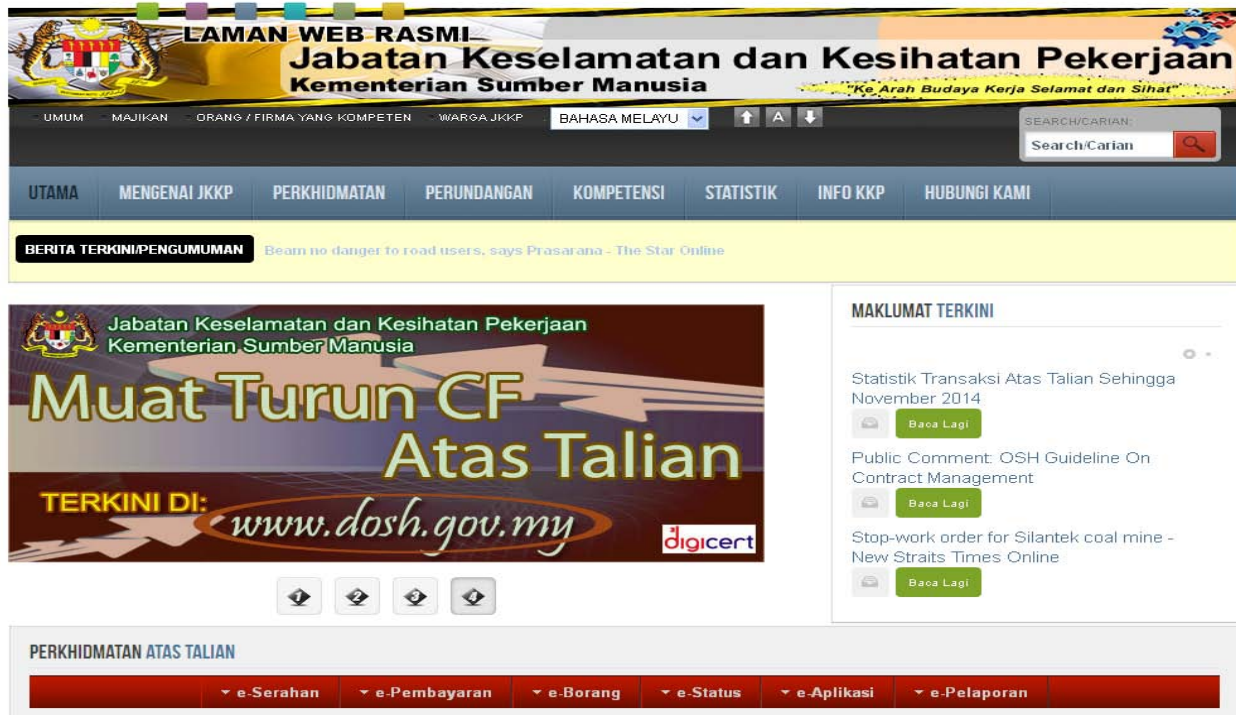 LAMAN WEB RASMI
Jabatan Keselamatan dan Kesihatan Pekerjaan
Kementerian Sumber Manusia
"Ke Arah Budaya Kerja Selamat dan Sihat"
UMUM MAJIKAN ORANG / FIRMA YANG KOMPETEN WARGA JKKP BAHASA MELAYU A
SEARCH/CARIAN:
Search/Carian
UTAMA MENGENAI JKKP PERKHIDMATAN PERUNDANGAN KOMPETENSI STATISTIK INFO KKP HUBUNGI KAMI
BERITA TERKINI/PENGUMUMAN Beam no danger to road users, says Prasarana - The Star Online
Jabatan Keselamatan dan Kesihatan Pekerjaan
Kementerian Sumber Manusia
Muat Turun CF
Atas Talian
TERKINI DI:
www.dosh.gov.my
digicert
1 2 3 4
MAKLUMAT TERKINI
Statistik Transaksi Atas Talian Sehingga
November 2014
Baca Lagi
Public Comment: OSH Guideline On
Contract Management
Baca Lagi
Stop-work order for Silantek coal mine -
New Straits Times Online
Baca Lagi
PERKHIDMATAN ATAS TALIAN
e-Serahan e-Pembayaran e-Borang e-Status e-Aplikasi e-Pelaporan